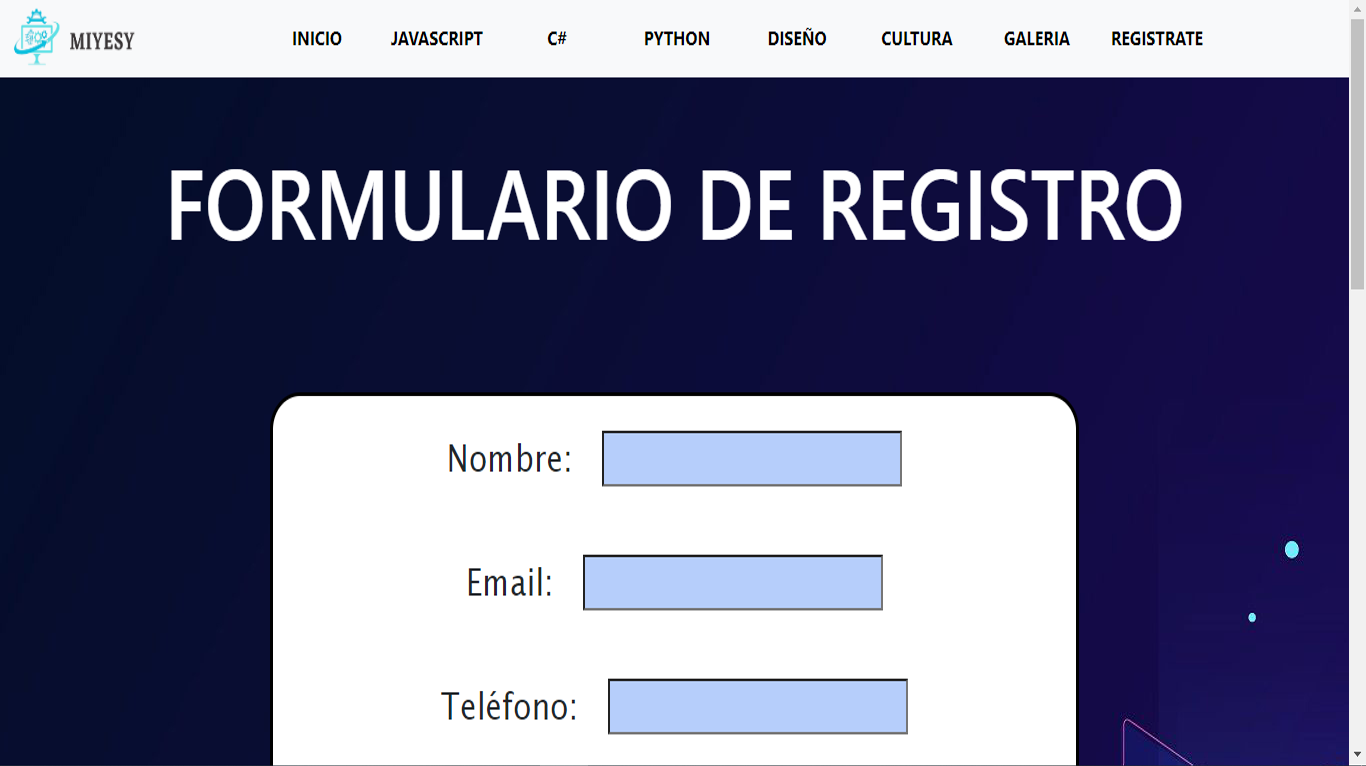 MIYESY INICIO JAVASCRIPT C# PYTHON DISEÑO CULTURA GALERIA REGISTRATE
FORMULARIO DE REGISTRO
Nombre:
Email:
Teléfono: